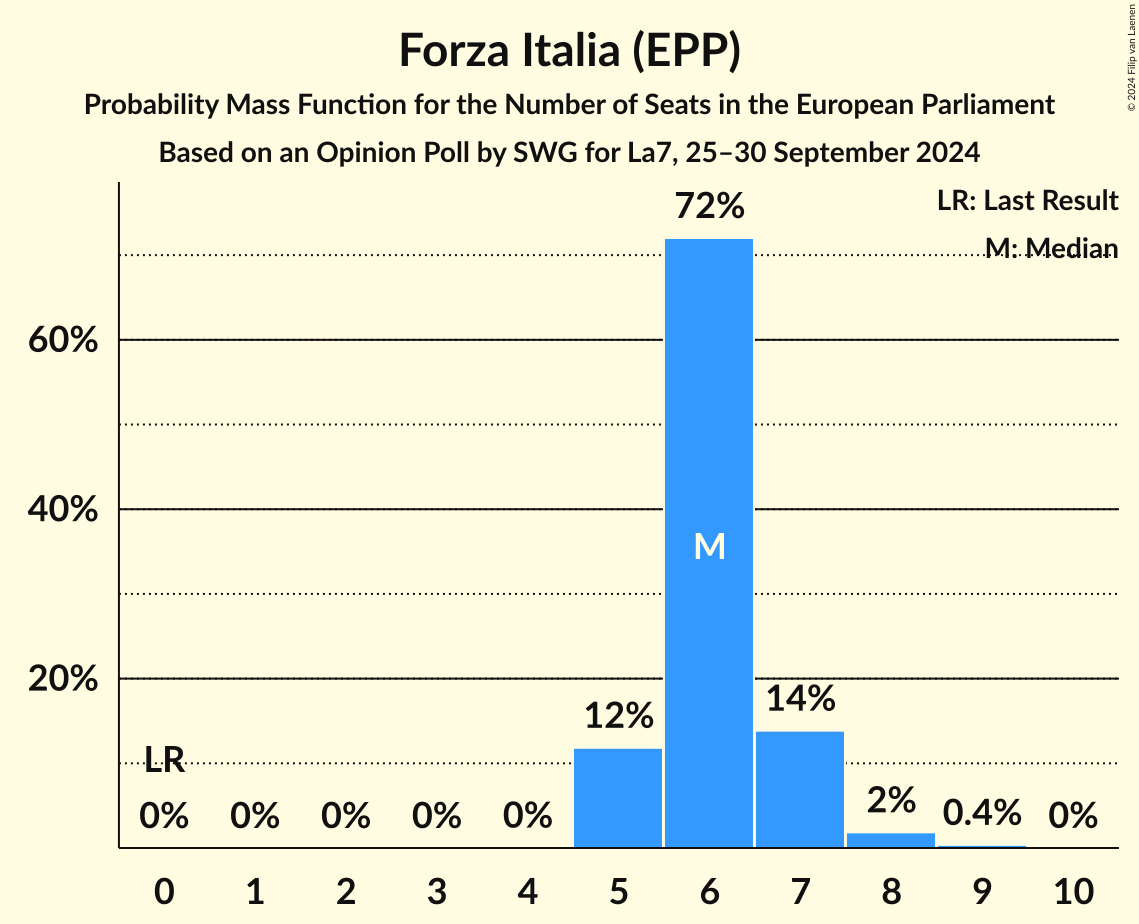 Forza Italia (EPP)
Probability Mass Function for the Number of Seats in the European Parliament
Based on an Opinion Poll by SWG for La7, 25–30 September 2024
© 2024 Filip van Laenen
LR: Last Result
M: Median
72%
60%
40%
M
20%
14%
12%
LR
0% 0% 0% 0% 0% 2% 0.4% 0%
0 1 2 3 4 5 6 7 8 9 10